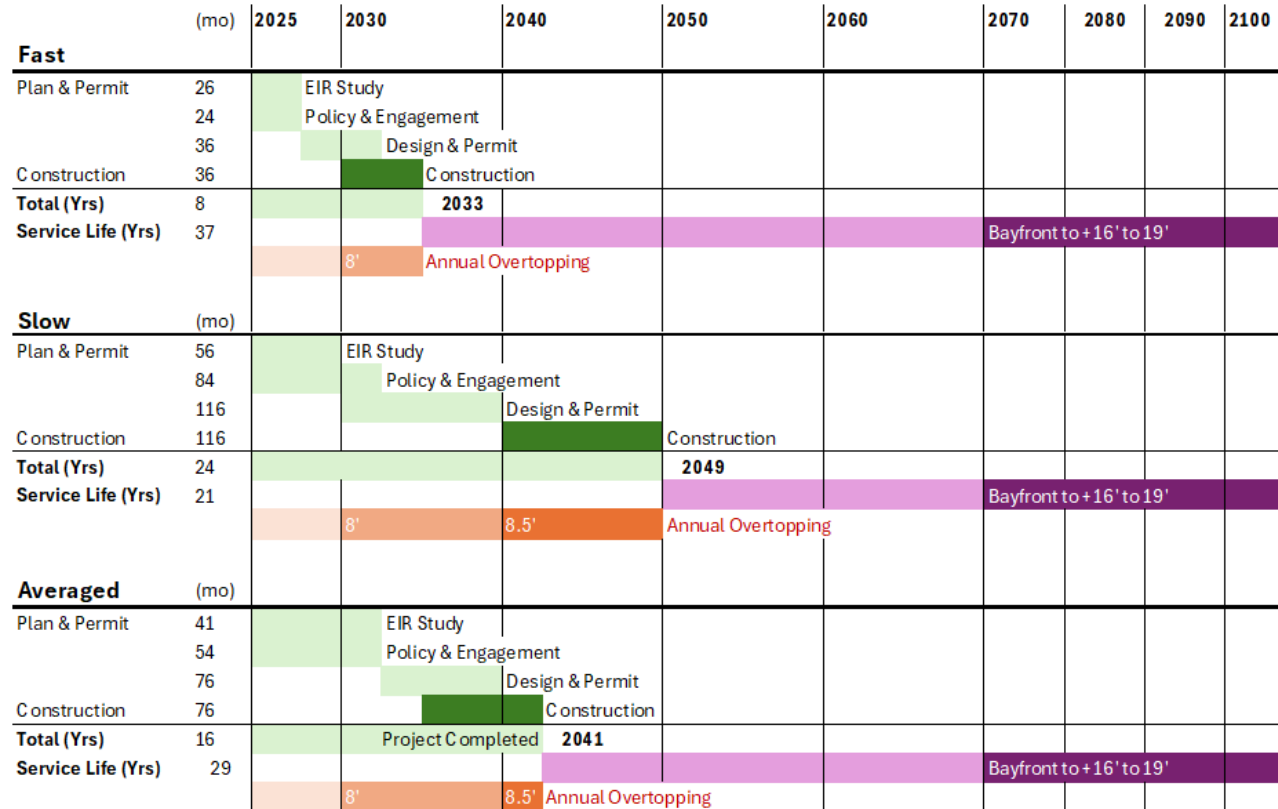 (mo) 2025 2030 2040 2050 2060 2070 2080 2090 2100
Fast
Plan & Permit 26 EIR Study
24 Policy & Engagement
36 Design & Permit
Construction 36 Construction
Total (Yrs) 8 2033
Service Life (Yrs) 37 Bayfront to +16' to 19'
8' Annual Overtopping
Slow (mo)
Plan & Permit 56 EIR Study
84 Policy & Engagement
116 Design & Permit
Construction 116 Construction
Total (Yrs) 24 2049
Service Life (Yrs) 21 Bayfront to +16' to 19'
8' 8.5' Annual Overtopping
Averaged (mo)
Plan & Permit 41 EIR Study
54 Policy & Engagement
76 Design & Permit
Construction 76 Construction
Total (Yrs) 16 Project Completed 2041
Service Life (Yrs) 29 Bayfront to +16' to 19'
8' 8.5' Annual Overtopping